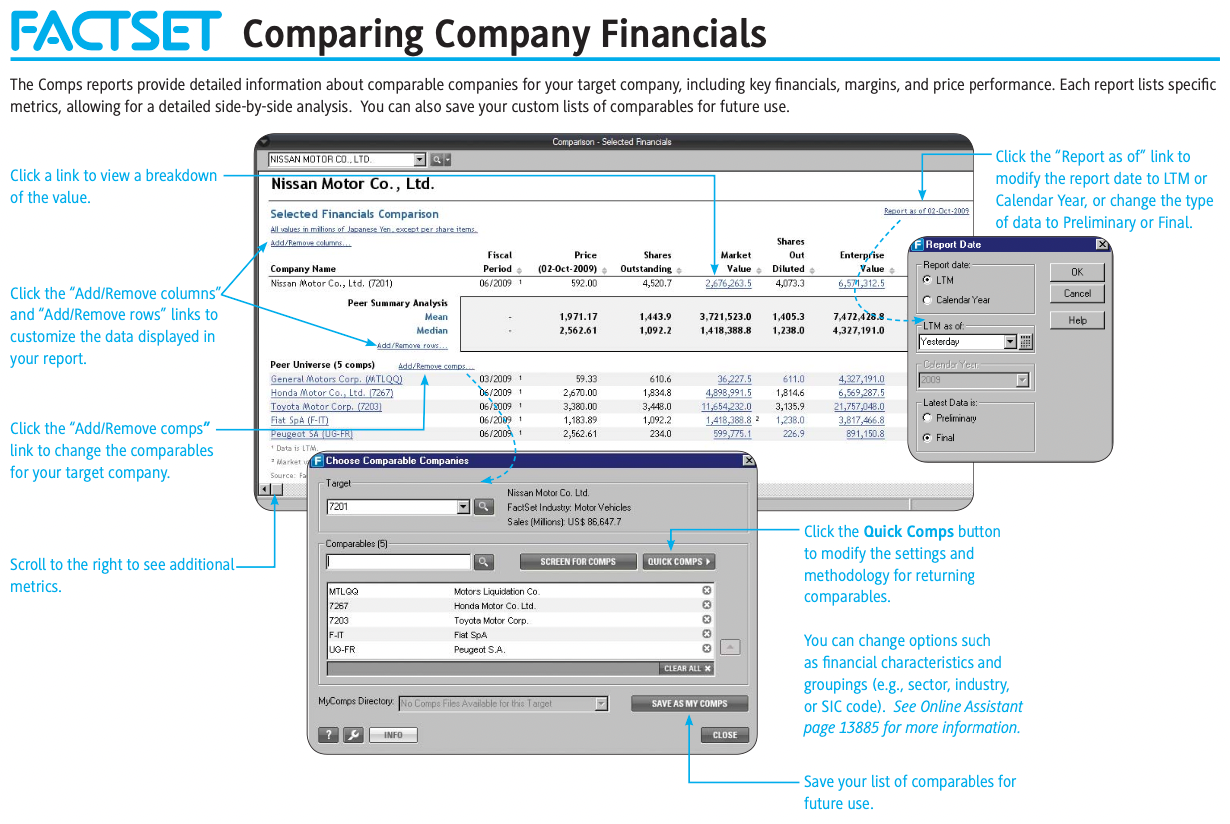 FACTSET Comparing Company Financials
The Comps reports provide detailed information about comparable companies for your target company, including key financials, margins, and price performance. Each report lists specific
metrics, allowing for a detailed side-by-side analysis. You can also save your custom lists of comparables for future use.
Click a link to view a breakdown
of the value.
Click the “Add/Remove columns”
and “Add/Remove rows” links to
customize the data displayed in
your report.
Click the “Add/Remove comps”
link to change the comparables
for your target company.
Scroll to the right to see additional
metrics.
Comparison - Selected Financials
NISSAN MOTOR CO., LTD.
Nissan Motor Co., Ltd.
Report as of 02-Oct-2009
Selected Financials Comparison
All values in millions of Japanese Yen, except per share items.
Add/Remove columns...
Company Name Fiscal Period Price (02-Oct-2009) Shares Outstanding Market Value Shares Out Diluted Enterprise Value
Nissan Motor Co., Ltd. (7201) 06/2009 ¹ 592.00 4,520.7 2,676,263.5 4,073.3 6,571,312.5
Peer Summary Analysis
Mean - 1,971.17 1,443.9 3,721,523.0 1,405.3 7,472,428.8
Median - 2,562.61 1,092.2 1,418,388.8 1,238.0 4,327,191.0
Add/Remove rows...
Peer Universe (5 comps) Add/Remove comps...
General Motors Corp. (MTLQQ) 03/2009 ¹ 59.33 610.6 36,227.5 611.0 4,327,191.0
Honda Motor Co., Ltd. (7267) 06/2009 ¹ 2,670.00 1,834.8 4,898,991.5 1,814.6 6,569,287.5
Toyota Motor Corp. (7203) 06/2009 ¹ 3,380.00 3,448.0 11,654,232.0 3,135.9 21,757,048.0
Fiat SpA (F-IT) 06/2009 ¹ 1,183.89 1,092.2 1,418,388.8 ² 1,238.0 3,817,466.8
Peugeot SA (UG-FR) 06/2009 ¹ 2,562.61 234.0 599,775.1 226.9 891,150.8
¹ Data is LTM.
² Market
Source:
Click the “Report as of” link to
modify the report date to LTM or
Calendar Year, or change the type
of data to Preliminary or Final.
F Report Date
Report date:
LTM
Calendar Year
OK
Cancel
Help
LTM as of:
Yesterday
Calendar Year
2009
Latest Data is:
Preliminary
Final
F Choose Comparable Companies
Target
7201
Nissan Motor Co. Ltd.
FactSet Industry: Motor Vehicles
Sales (Millions): US$ 86,647.7
Comparables (5)
SCREEN FOR COMPS QUICK COMPS
MTLQQ Motors Liquidation Co.
7267 Honda Motor Co. Ltd.
7203 Toyota Motor Corp.
F-IT Fiat SpA
UG-FR Peugeot S.A.
CLEAR ALL
MyComps Directory: No Comps Files Available for this Target SAVE AS MY COMPS
? INFO CLOSE
Click the Quick Comps button
to modify the settings and
methodology for returning
comparables.
You can change options such
as financial characteristics and
groupings (e.g., sector, industry,
or SIC code). See Online Assistant
page 13885 for more information.
Save your list of comparables for
future use.